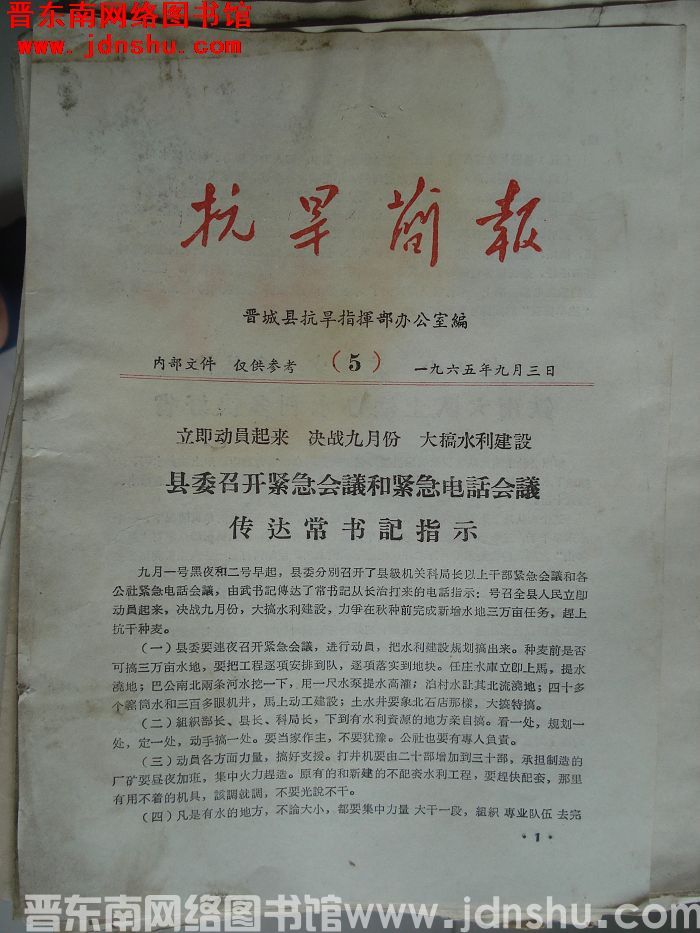 晋东南网络图书馆
www.jdnshu.com
抗旱简報
晋城县抗旱指揮部办公室編
内部文件 仅供参考 (5) 一九六五年九月三日
立即动員起来 决战九月份 大搞水利建設
县委召开紧急会議和紧急电話会議
传达常书記指示
九月一号黑夜和二号早起，县委分别召开了县級机关科局长以上干部紧急会議和各
公社紧急电話会議，由武书記传达了常书記从长治打来的电話指示：号召全县人民立即
动員起来，决战九月份，大搞水利建設，力爭在秋种前完成新增水地三万亩任务，赶上
抗千种麦。
（一）县委要連夜召开紧急会議，进行动員，把水利建設规划搞出来。种麦前是否
可搞三万亩水地，要把工程逐項安排到队，逐項落实到地块。任庄水庫立即上馬，提水
澆地；巴公南北兩条河水挖一下，用一尺水泵提水高灌；泊村水註其北流澆地；四十多
个塞筒水和三百多眼机井，馬上动工建設；土水井要象北石店那樣，大搞特搞。
（二）組織部长、县长、科局长，下到有水利資源的地方亲自搞。看一处，規划一
处，定一处，动手搞一处。要当家作主，不要犹豫。公社也要有專人負責。
（三）动員各方面力量，搞好支援。打井机要由二十部增加到三十部，承担制造的
厂矿要昼夜加班，集中火力趕造。原有的和新建的不配套水利工程，要趕快配套，那里
有用不着的机具，該調就調，不要光說不干。
（四）凡是有水的地方，不論大小，都要集中力量 大干一段，組織 專业队伍 去完
·1·
晋东南网络图书馆www.jdnshu.com